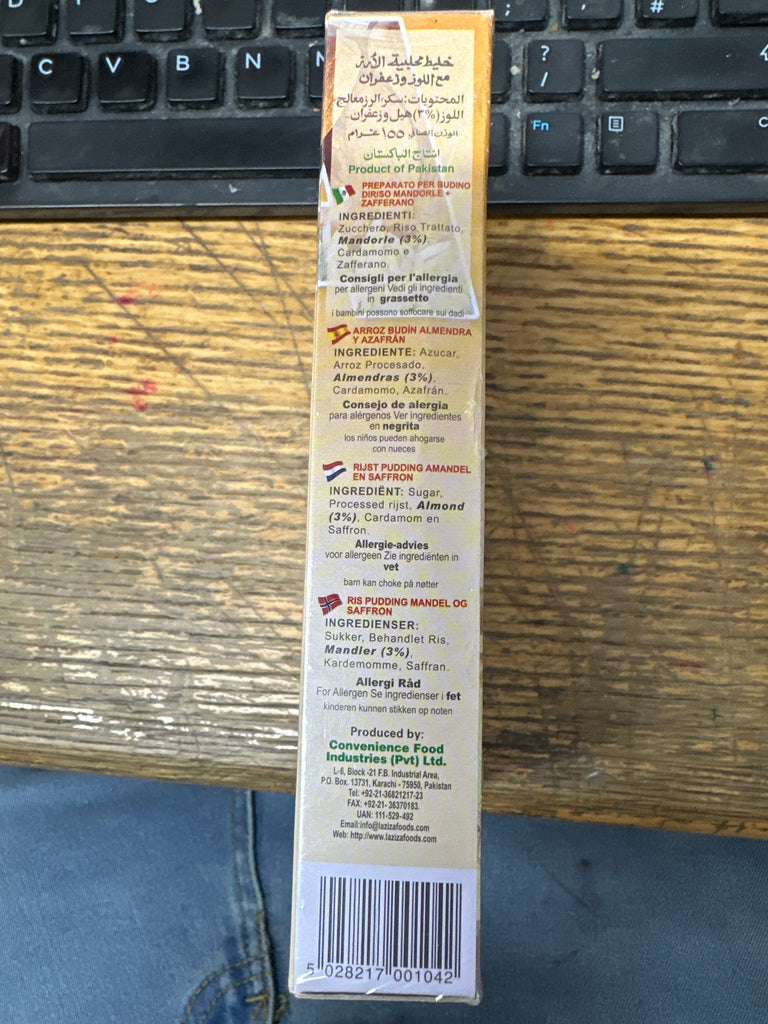 خليط محلبية الأرز
مع اللوز وزعفران
المحتويات: سكر الرز معالج
اللوز (٣%) هيل وزعفران
الوزن الصافي ١٥٥ غرام
انتاج الباكستان
Product of Pakistan
PREPARATO PER BUDINO
DIRISO MANDORLE +
ZAFFERANO
INGREDIENTI:
Zucchero, Riso Trattato,
Mandorle (3%),
Cardamomo e
Zafferano.
Consigli per l'allergia
per allergeni Vedi gli ingredienti
in grassetto
i bambini possono soffocare sui dadi
ARROZ BUDÍN ALMENDRA
Y AZAFRÁN
INGREDIENTE: Azucar,
Arroz Procesado,
Almendras (3%),
Cardamomo, Azafrán.
Consejo de alergia
para alérgenos Ver ingredientes
en negrita
los niños pueden ahogarse
con nueces
RIJST PUDDING AMANDEL
EN SAFFRON
INGREDIËNT: Sugar,
Processed rijst, Almond
(3%), Cardamom en
Saffron.
Allergie-advies
voor allergeen Zie ingrediënten in
vet
barn kan choke på nøtter
RIS PUDDING MANDEL OG
SAFFRON
INGREDIENSER:
Sukker, Behandlet Ris,
Mandler (3%),
Kardemomme, Saffran.
Allergi Råd
For Allergen Se ingredienser i fet
kinderen kunnen stikken op noten
Produced by:
Convenience Food
Industries (Pvt) Ltd.
L-6, Block -21 F.B. Industrial Area,
P.O. Box. 13731, Karachi - 75950, Pakistan
Tel: +92-21-36821217-23
FAX: +92-21- 36370183
UAN: 111-529-492
Email:info@lazizafoods.com
Web: http://www.lazizafoods.com
5 028217 001042
C V B N N
? /
#
Fn